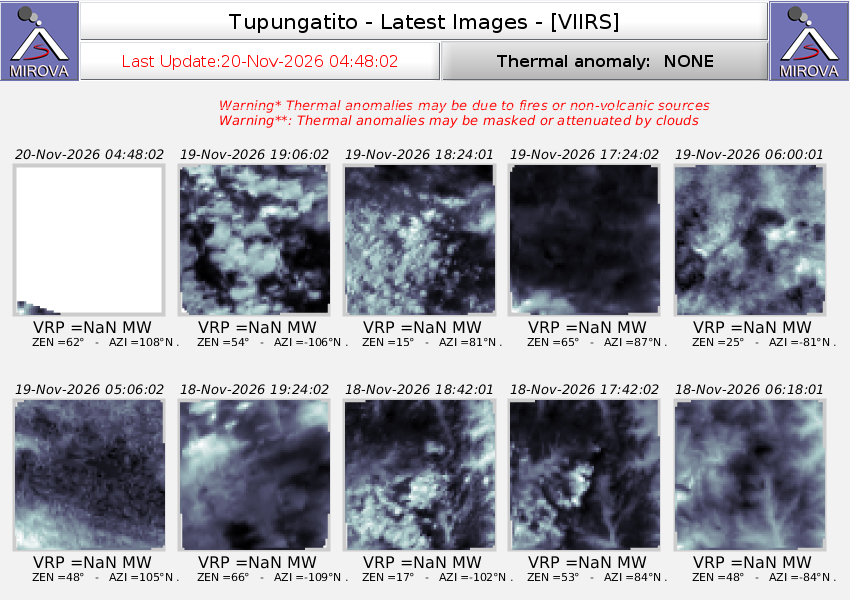 Tupungatito - Latest Images - [VIIRS]
MIROVA
MIROVA
Last Update:20-Nov-2026 04:48:02
Thermal anomaly: NONE
Warning* Thermal anomalies may be due to fires or non-volcanic sources
Warning**: Thermal anomalies may be masked or attenuated by clouds
20-Nov-2026 04:48:02 19-Nov-2026 19:06:02 19-Nov-2026 18:24:01 19-Nov-2026 17:24:02 19-Nov-2026 06:00:01
VRP =NaN MW VRP =NaN MW VRP =NaN MW VRP =NaN MW VRP =NaN MW
ZEN =62° - AZI =108°N . ZEN =54° - AZI =-106°N . ZEN =15° - AZI =81°N . ZEN =65° - AZI =87°N . ZEN =25° - AZI =-81°N .
19-Nov-2026 05:06:02 18-Nov-2026 19:24:02 18-Nov-2026 18:42:01 18-Nov-2026 17:42:02 18-Nov-2026 06:18:01
VRP =NaN MW VRP =NaN MW VRP =NaN MW VRP =NaN MW VRP =NaN MW
ZEN =48° - AZI =105°N . ZEN =66° - AZI =-109°N . ZEN =17° - AZI =-102°N . ZEN =53° - AZI =84°N . ZEN =48° - AZI =-84°N .